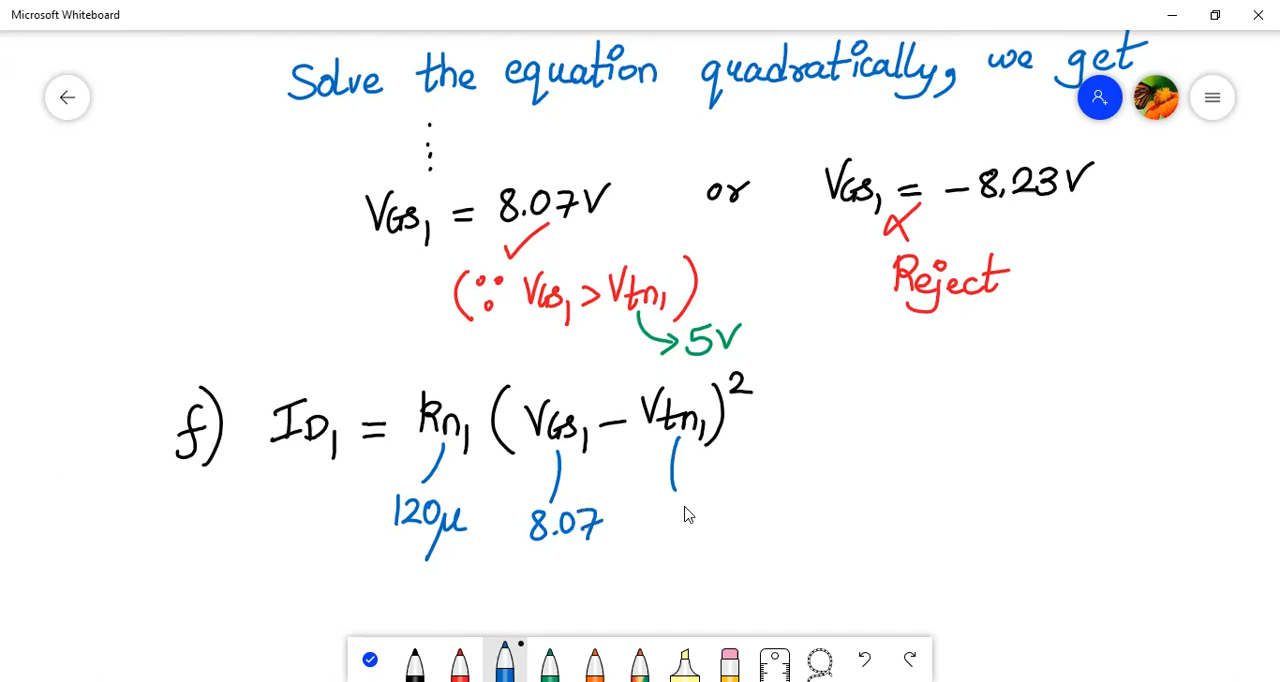 Microsoft Whiteboard
Solve the equation quadratically, we get
⋮
VGS1 = 8.07V or VGS1 = -8.23V
Reject
(∵ VGS1 > Vtn1)
5V
f) ID1 = kn1 (VGS1 - Vtn1)²
120μ 8.07